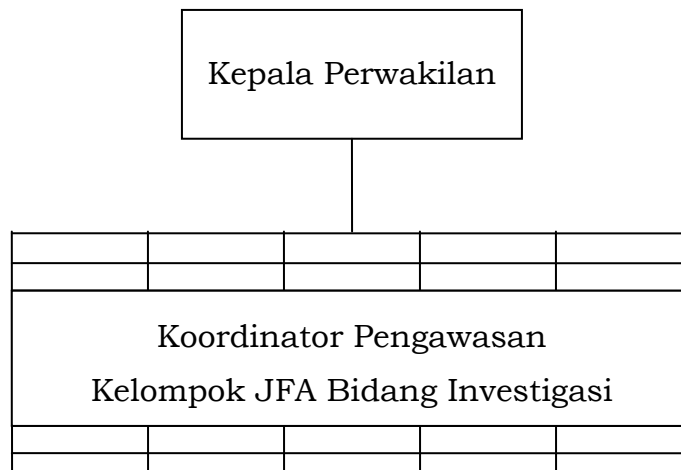 Kepala Perwakilan
Koordinator Pengawasan
Kelompok JFA Bidang Investigasi